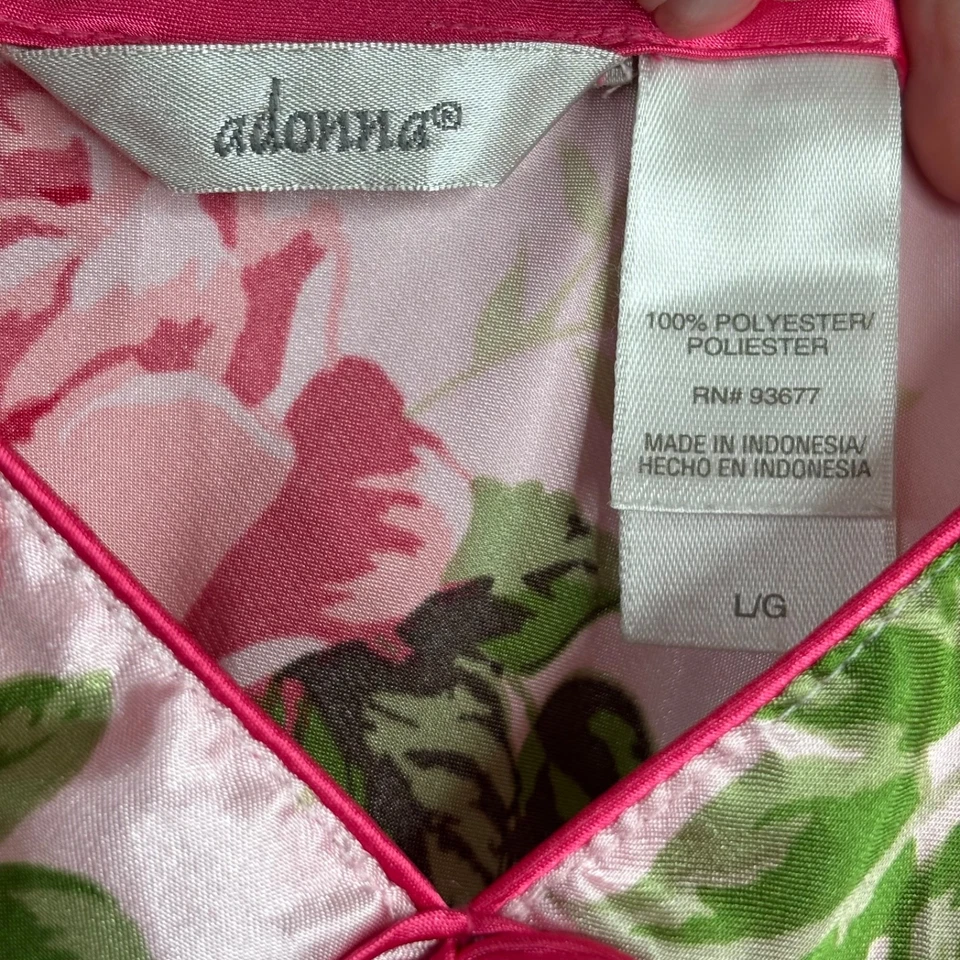 adonna®
100% POLYESTER/
POLIESTER
RN# 93677
MADE IN INDONESIA/
HECHO EN INDONESIA
L/G